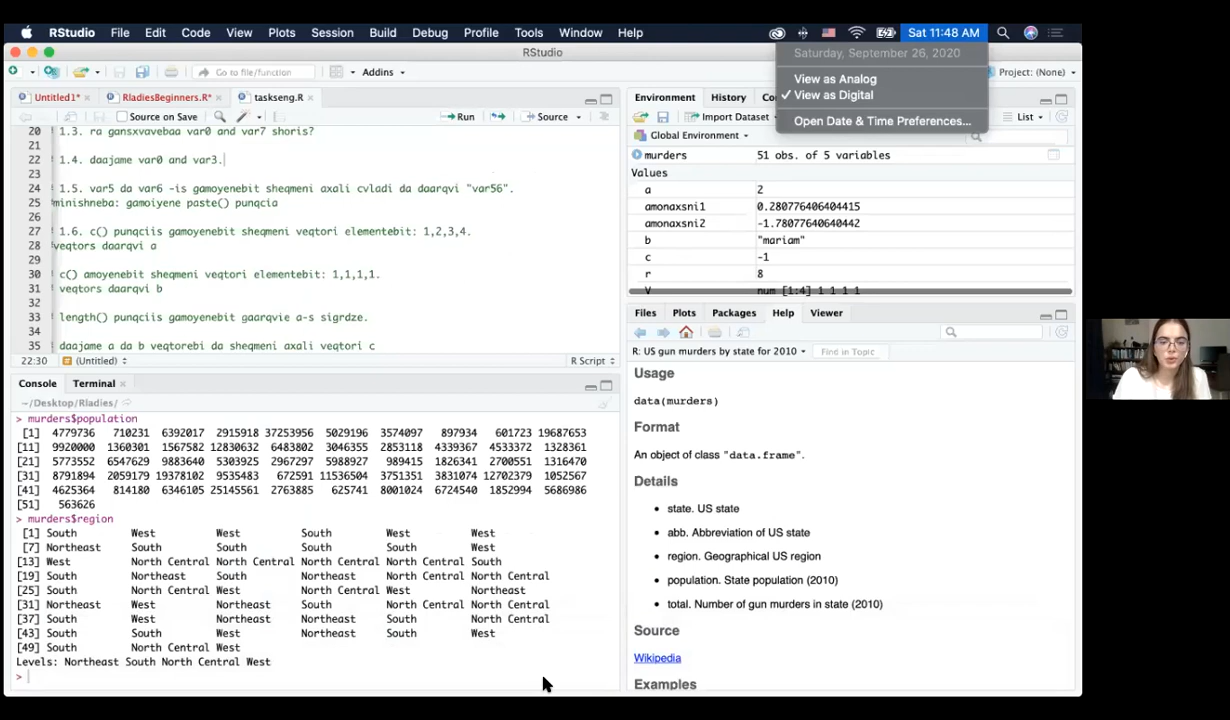 RStudio File Edit Code View Plots Session Build Debug Profile Tools Window Help Sat 11:48 AM
RStudio
Saturday, September 26, 2020
View as Analog
✓ View as Digital
Open Date & Time Preferences...
Go to file/function Addins Project: (None)
Untitled1* RladiesBeginners.R* taskseng.R
Source on Save Run Source
20 1.3. ra gansxvavebaa var0 and var7 shoris?
21
22 1.4. daajame var0 and var3.
23
24 1.5. var5 da var6 -is gamoyenebit sheqmeni axali cvladi da daarqvi "var56".
25 minishneba: gamoiyene paste() punqcia
26
27 1.6. c() punqciis gamoyenebit sheqmeni veqtori elementebit: 1,2,3,4.
28 veqtors daarqvi a
29
30 c() amoyenebit sheqmeni veqtori elementebit: 1,1,1,1.
31 veqtors daarqvi b
32
33 length() punqciis gamoyenebit gaarqvie a-s sigrdze.
34
35 daajame a da b veqtorebi da sheqmeni axali veqtori c
22:30 (Untitled) R Script
Console Terminal
~/Desktop/Rladies/
> murders$population
[1] 4779736 710231 6392017 2915918 37253956 5029196 3574097 897934 601723 19687653
[11] 9920000 1360301 1567582 12830632 6483802 3046355 2853118 4339367 4533372 1328361
[21] 5773552 6547629 9883640 5303925 2967297 5988927 989415 1826341 2700551 1316470
[31] 8791894 2059179 19378102 9535483 672591 11536504 3751351 3831074 12702379 1052567
[41] 4625364 814180 6346105 25145561 2763885 625741 8001024 6724540 1852994 5686986
[51] 563626
> murders$region
[1] South West West South West West
[7] Northeast South South South West West
[13] West North Central North Central North Central North Central South
[19] South Northeast South Northeast North Central North Central
[25] South North Central West North Central West Northeast
[31] Northeast West Northeast South North Central North Central
[37] South West Northeast Northeast South North Central
[43] South South West Northeast South West
[49] South North Central West
Levels: Northeast South North Central West
>
Environment History Co
Import Dataset List
Global Environment
murders 51 obs. of 5 variables
Values
a 2
amonaxsni1 0.280776406404415
amonaxsni2 -1.78077640640442
b "mariam"
c -1
r 8
V num [1:4] 1 1 1 1
Files Plots Packages Help Viewer
R: US gun murders by state for 2010 Find in Topic
Usage
data(murders)
Format
An object of class "data.frame".
Details
• state. US state
• abb. Abbreviation of US state
• region. Geographical US region
• population. State population (2010)
• total. Number of gun murders in state (2010)
Source
Wikipedia
Examples